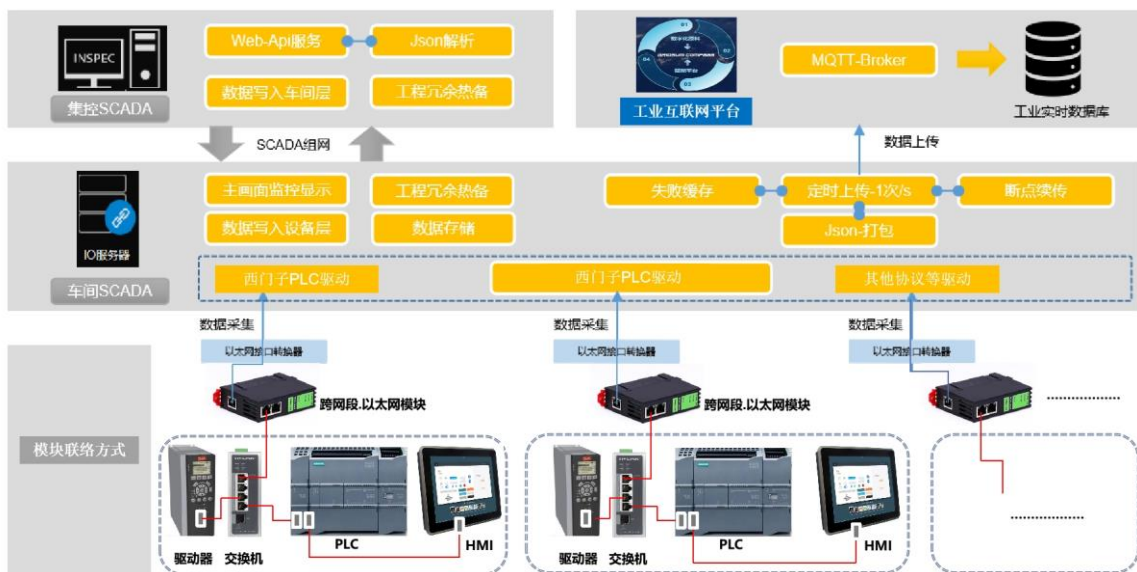 INSPEC
集控SCADA
Web-Api服务
Json解析
数据写入车间层
工程冗余热备
工业互联网平台
MQTT-Broker
工业实时数据库
SCADA组网
数据上传
IO服务器
车间SCADA
主画面监控显示
工程冗余热备
数据写入设备层
数据存储
失败缓存
定时上传-1次/s
断点续传
Json-打包
西门子PLC驱动
西门子PLC驱动
其他协议等驱动
数据采集
数据采集
数据采集
以太网接口转换器
以太网接口转换器
以太网接口转换器
跨网段.以太网模块
跨网段.以太网模块
模块联络方式
驱动器
交换机
PLC
HMI
驱动器
交换机
PLC
HMI